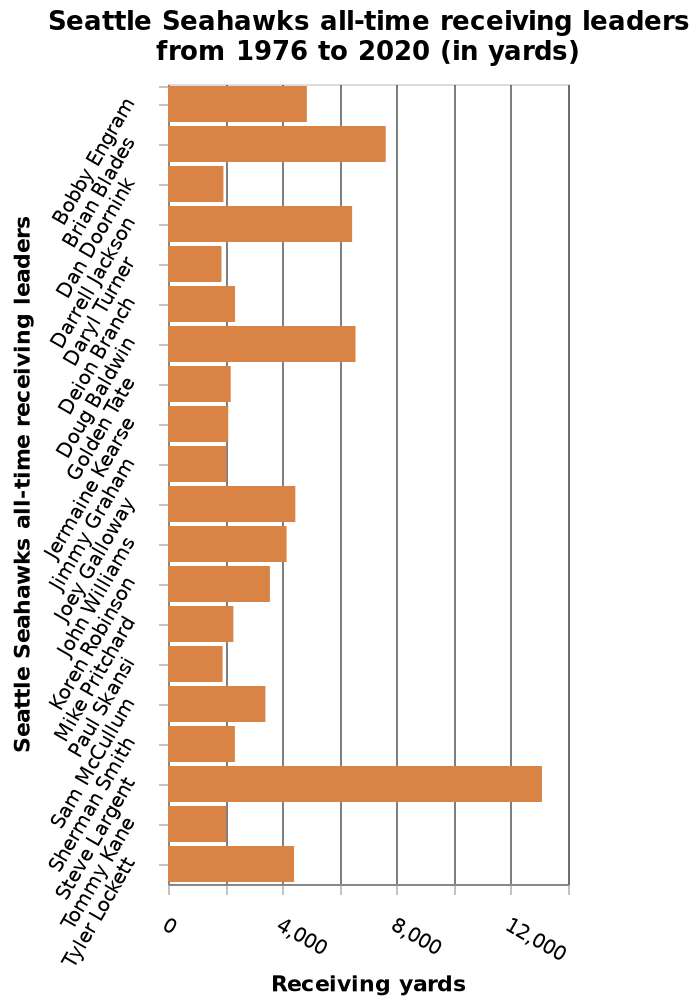 Seattle Seahawks all-time receiving leaders
from 1976 to 2020 (in yards)
Seattle Seahawks all-time receiving leaders
Bobby Engram
Brian Blades
Dan Doornink
Darrell Jackson
Daryl Turner
Deion Branch
Doug Baldwin
Golden Tate
Jermaine Kearse
Jimmy Graham
Joey Galloway
John Williams
Koren Robinson
Mike Pritchard
Paul Skansi
Sam McCullum
Sherman Smith
Steve Largent
Tommy Kane
Tyler Lockett
0
4,000
8,000
12,000
Receiving yards